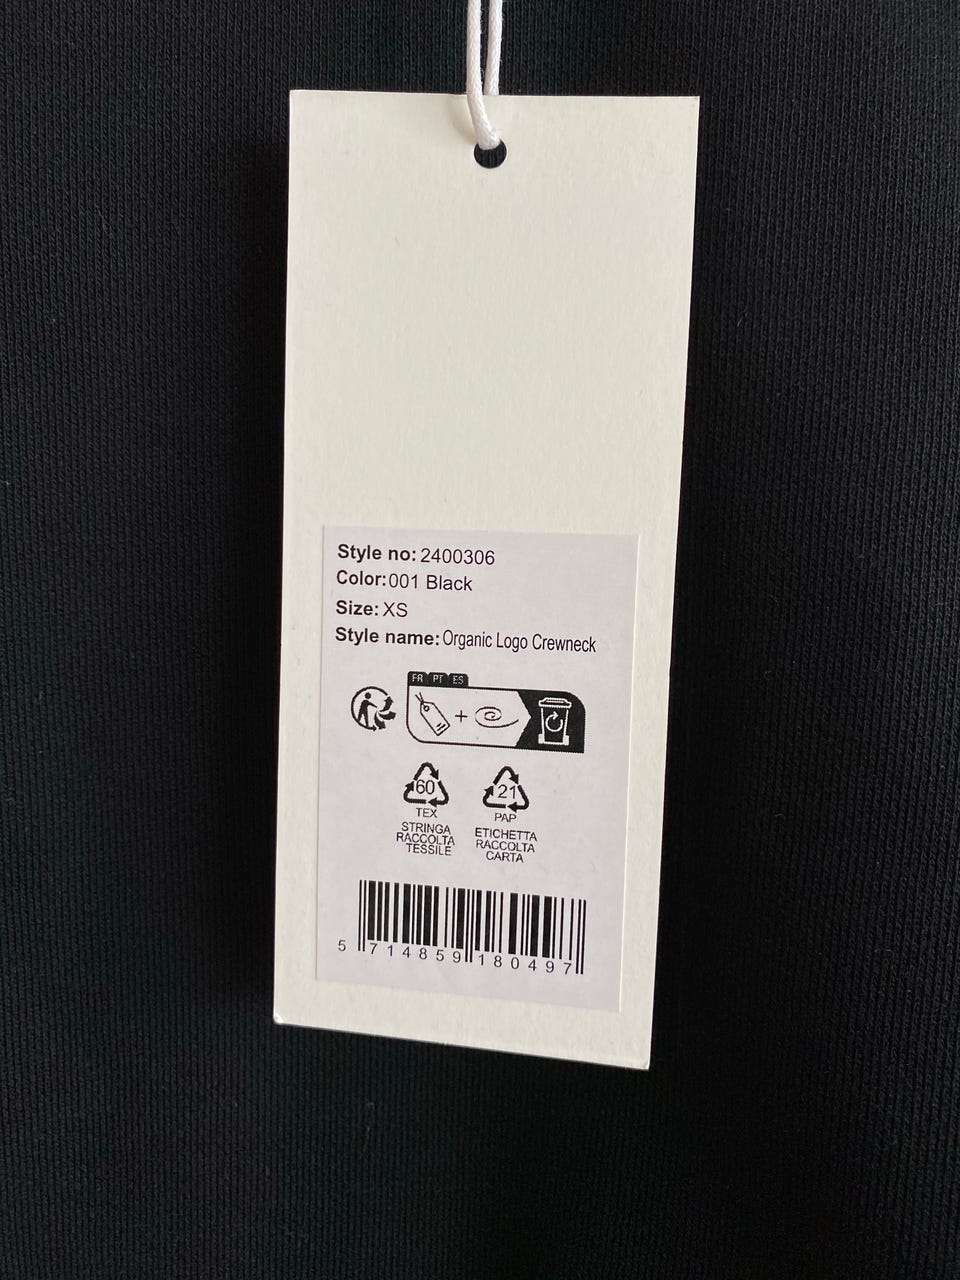 Style no: 2400306
Color: 001 Black
Size: XS
Style name: Organic Logo Crewneck
FR PT ES
60 21
TEX PAP
STRINGA
RACCOLTA
TESSILE
ETICHETTA
RACCOLTA
CARTA
5 714859 180497